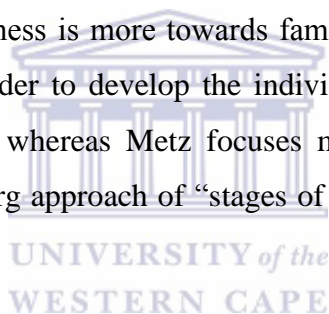 ness is more towards fam
der to develop the indivi
whereas Metz focuses
rg approach of “stages of
UNIVERSITY of the
WESTERN CAPE